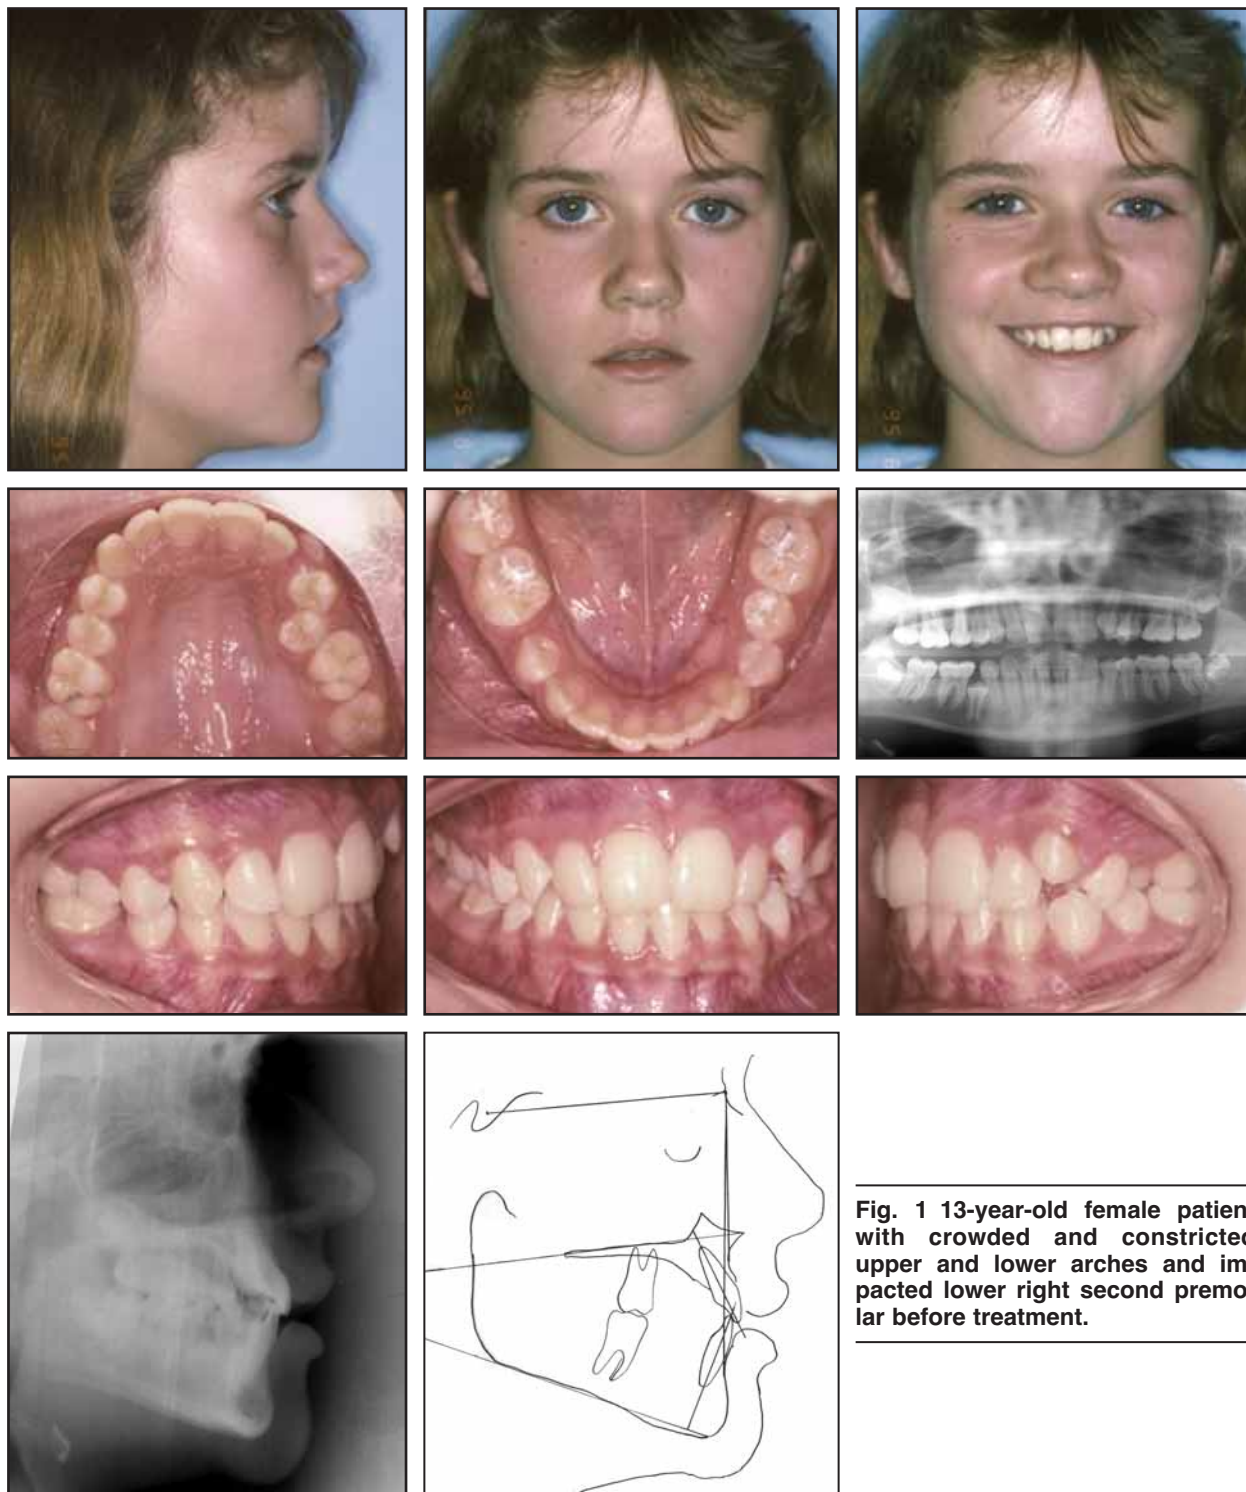 Fig. 1 13-year-old female patien
with crowded and constricte
upper and lower arches and im-
pacted lower right second premo-
lar before treatment.